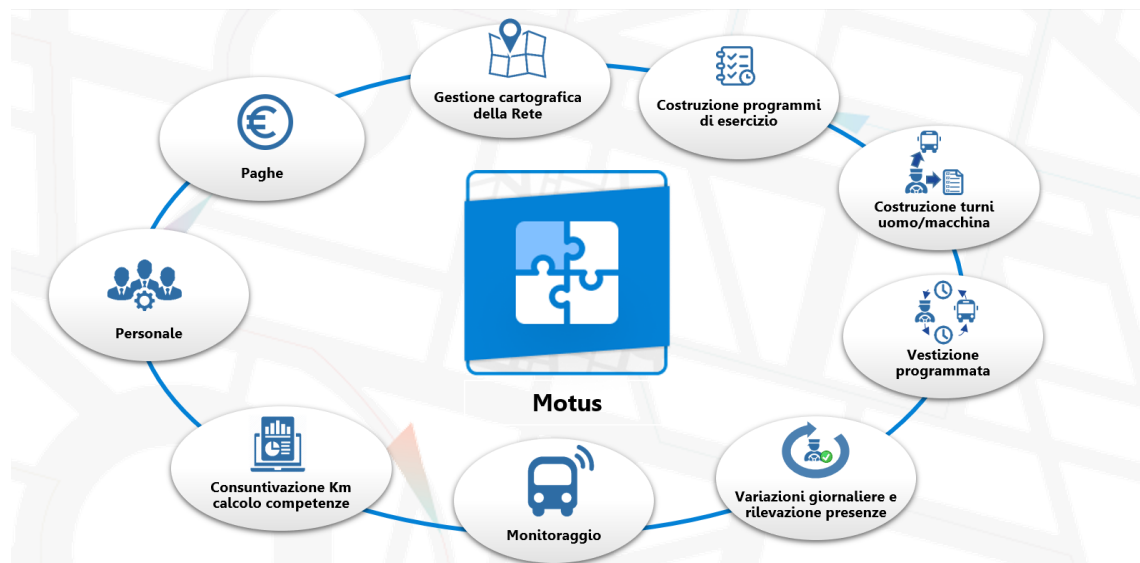 Gestione cartografica
della Rete
Costruzione programmi
di esercizio
Costruzione turni
uomo/macchina
Vestizione
programmata
Variazioni giornaliere e
rilevazione presenze
Monitoraggio
Consuntivazione Km
calcolo competenze
Personale
Paghe
Motus